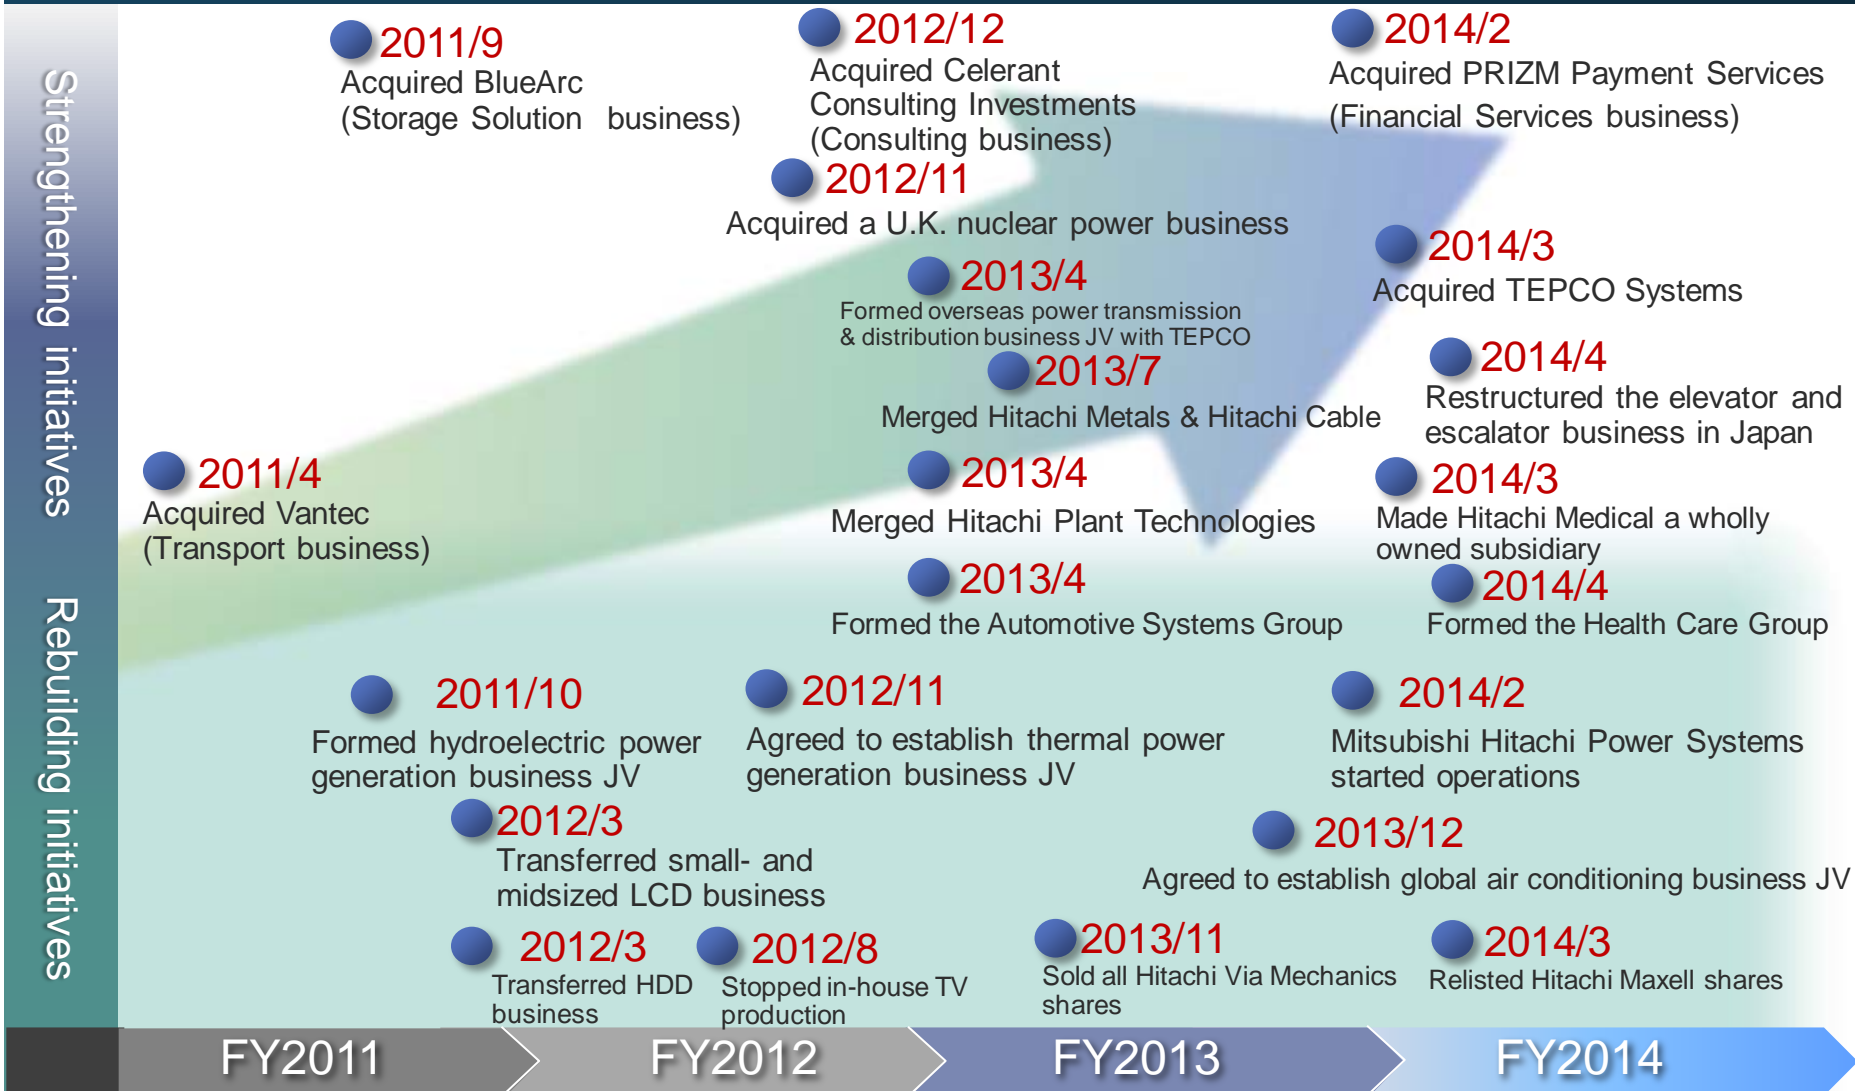 Strengthening initiatives
Rebuilding initiatives
2011/9
Acquired BlueArc
(Storage Solution business)
2012/12
Acquired Celerant
Consulting Investments
(Consulting business)
2014/2
Acquired PRIZM Payment Services
(Financial Services business)
2012/11
Acquired a U.K. nuclear power business
2014/3
Acquired TEPCO Systems
2013/4
Formed overseas power transmission
& distribution business JV with TEPCO
2013/7
Merged Hitachi Metals & Hitachi Cable
2014/4
Restructured the elevator and
escalator business in Japan
2011/4
Acquired Vantec
(Transport business)
2013/4
Merged Hitachi Plant Technologies
2014/3
Made Hitachi Medical a wholly
owned subsidiary
2013/4
Formed the Automotive Systems Group
2014/4
Formed the Health Care Group
2011/10
Formed hydroelectric power
generation business JV
2012/11
Agreed to establish thermal power
generation business JV
2014/2
Mitsubishi Hitachi Power Systems
started operations
2012/3
Transferred small- and
midsized LCD business
2013/12
Agreed to establish global air conditioning business JV
2012/3
Transferred HDD
business
2012/8
Stopped in-house TV
production
2013/11
Sold all Hitachi Via Mechanics
shares
2014/3
Relisted Hitachi Maxell shares
FY2011
FY2012
FY2013
FY2014